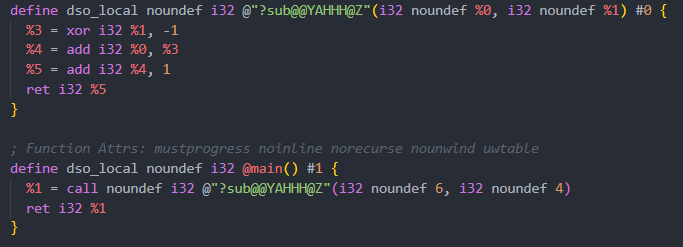 define dso_local noundef i32 @"?sub@@YAHHH@Z"(i32 noundef %0, i32 noundef %1) #0 {
  %3 = xor i32 %1, -1
  %4 = add i32 %0, %3
  %5 = add i32 %4, 1
  ret i32 %5
}
; Function Attrs: mustprogress noinline norecurse nounwind uwtable
define dso_local noundef i32 @main() #1 {
  %1 = call noundef i32 @"?sub@@YAHHH@Z"(i32 noundef 6, i32 noundef 4)
  ret i32 %1
}